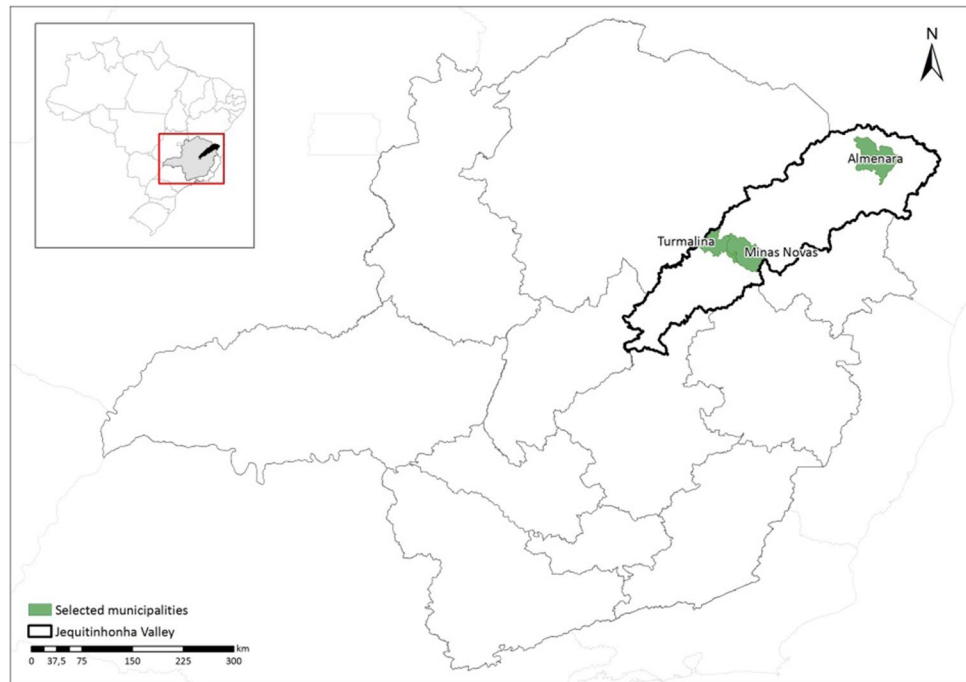 N
Almenara
Turmalina
Minas Novas
Selected municipalities
Jequitinhonha Valley
km
0 37,5 75 150 225 300